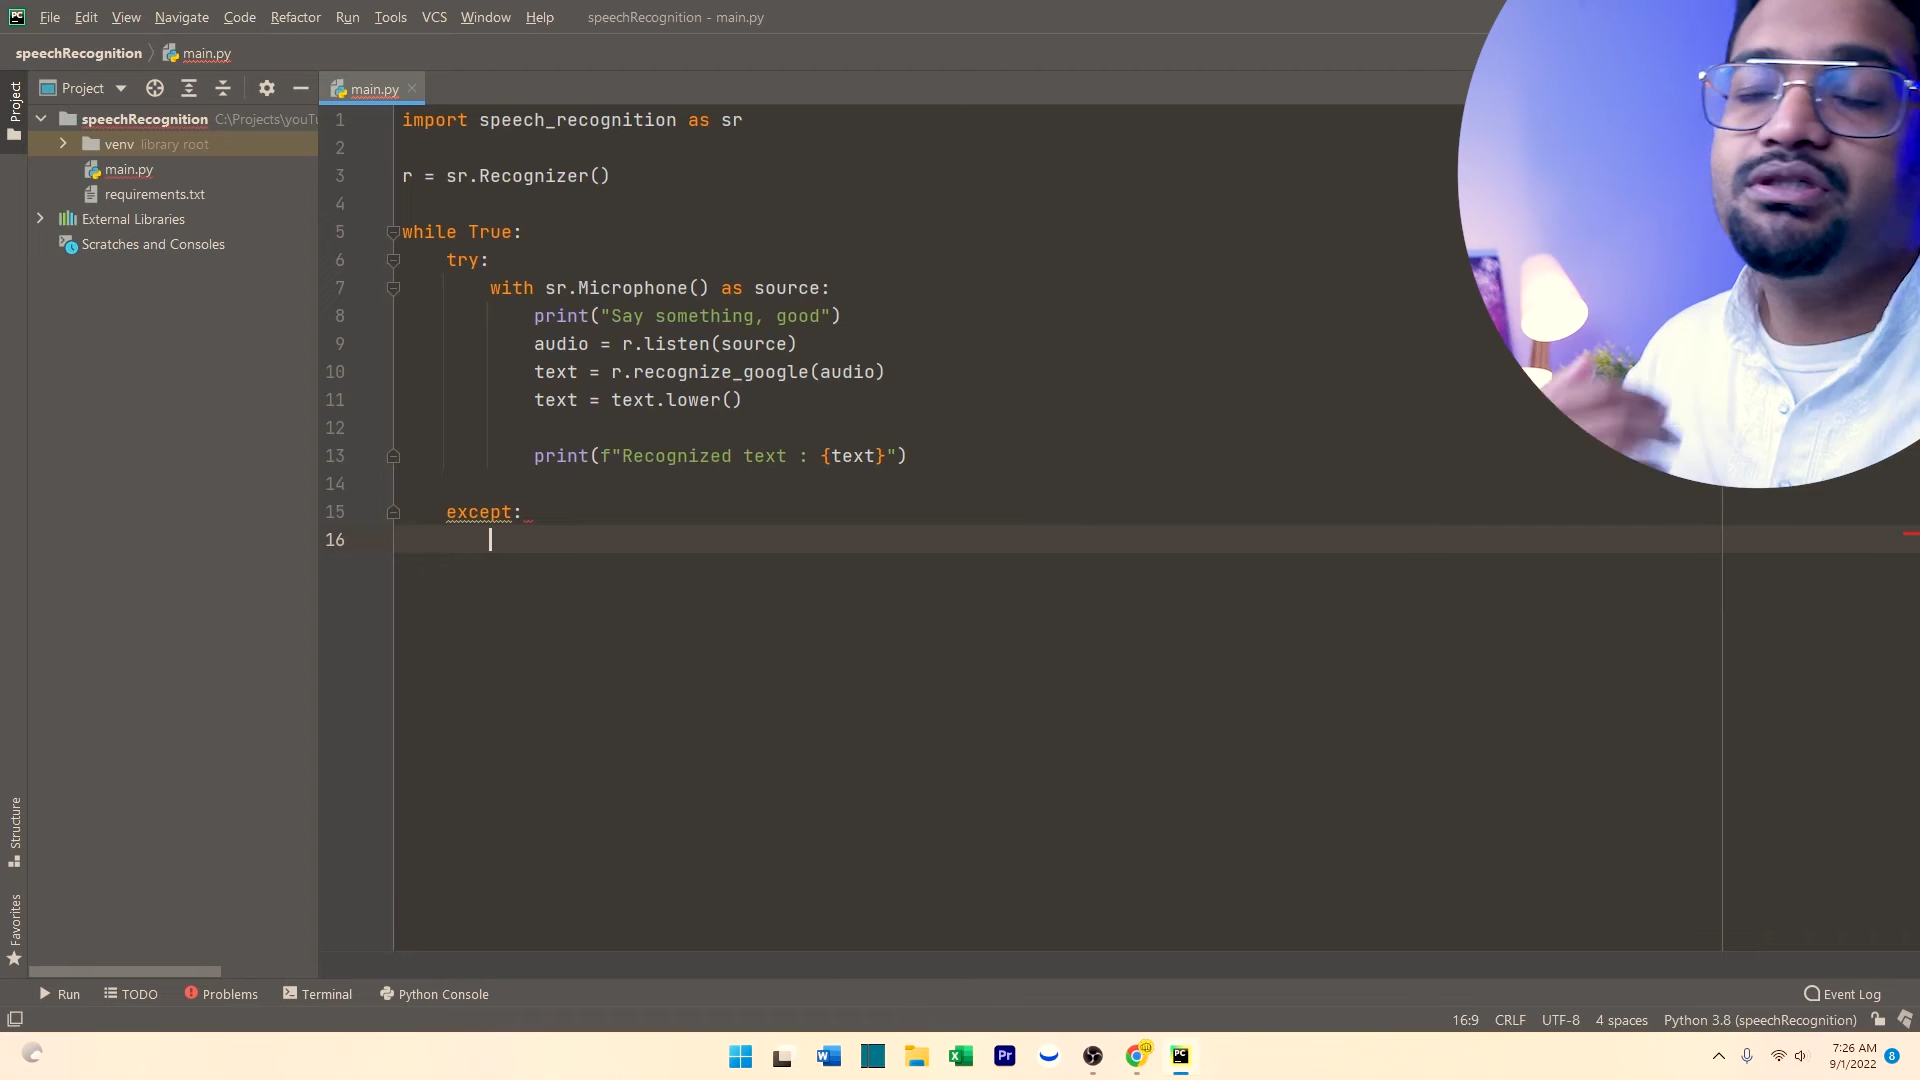 File Edit View Navigate Code Refactor Run Tools VCS Window Help speechRecognition - main.py
speechRecognition main.py
Project
Project
main.py
speechRecognition C:\Projects\youTu
venv library root
main.py
requirements.txt
External Libraries
Scratches and Consoles
1 import speech_recognition as sr
2
3 r = sr.Recognizer()
4
5 while True:
6 try:
7 with sr.Microphone() as source:
8 print("Say something, good")
9 audio = r.listen(source)
10 text = r.recognize_google(audio)
11 text = text.lower()
12
13 print(f"Recognized text : {text}")
14
15 except:
16
Structure
Favorites
Run TODO Problems Terminal Python Console Event Log
16:9 CRLF UTF-8 4 spaces Python 3.8 (speechRecognition)
7:26 AM
9/1/2022
8